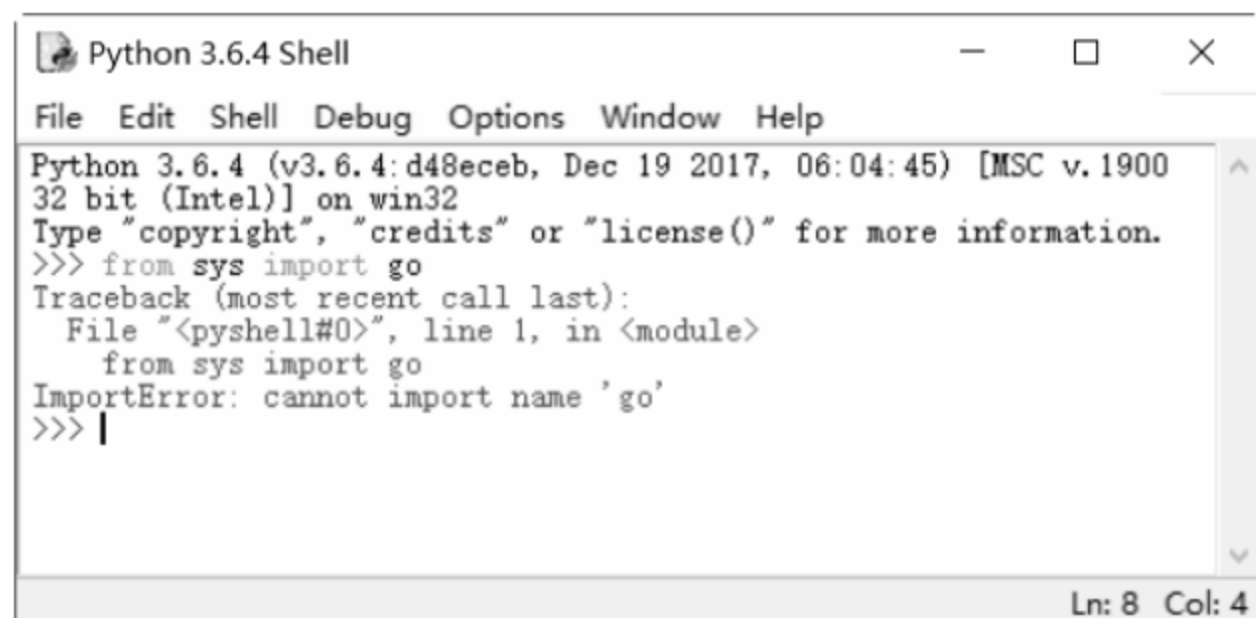 Python 3.6.4 Shell
File Edit Shell Debug Options Window Help
Python 3.6.4 (v3.6.4:d48eceb, Dec 19 2017, 06:04:45) [MSC v.1900
32 bit (Intel)] on win32
Type "copyright", "credits" or "license()" for more information.
>>> from sys import go
Traceback (most recent call last):
  File "<pyshell#0>", line 1, in <module>
    from sys import go
ImportError: cannot import name 'go'
>>>
Ln: 8 Col: 4